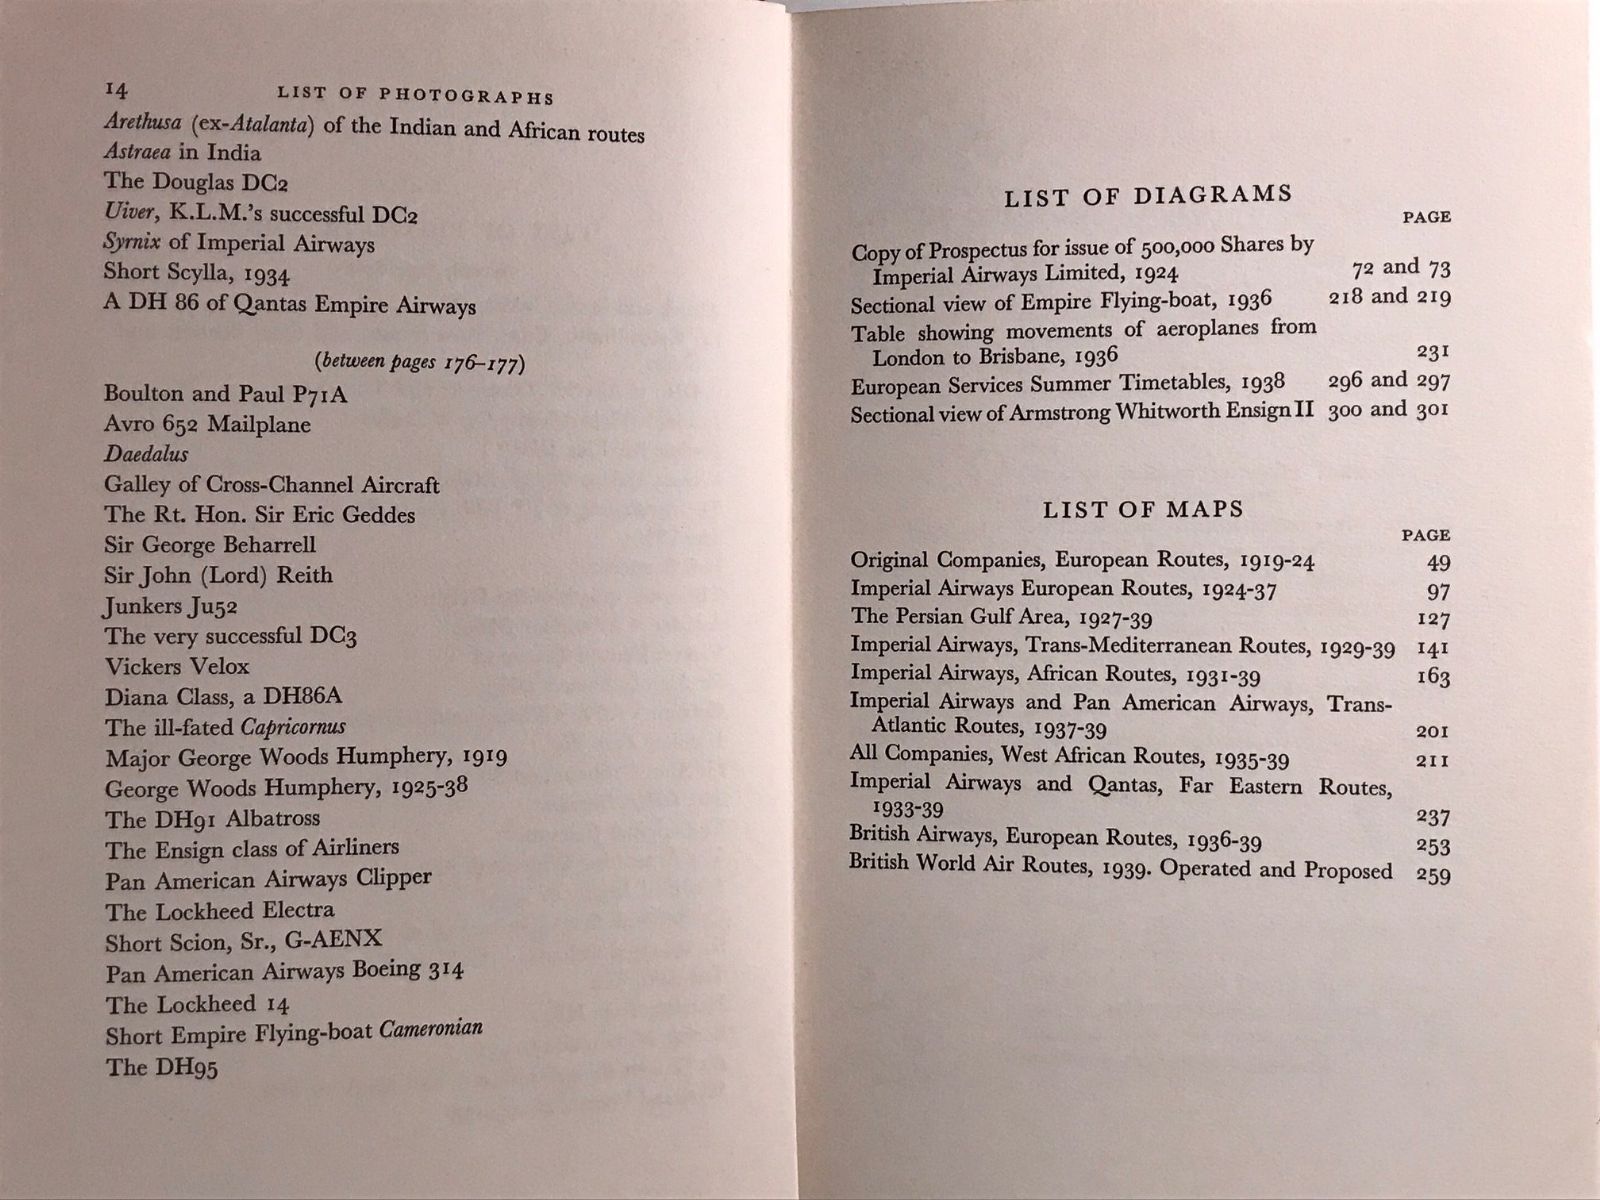 14 LIST OF PHOTOGRAPHS
Arethusa (ex-Atalanta) of the Indian and African routes
Astraea in India
The Douglas DC2
Uiver, K.L.M.'s successful DC2
Syrnix of Imperial Airways
Short Scylla, 1934
A DH 86 of Qantas Empire Airways
(between pages 176–177)
Boulton and Paul P71A
Avro 652 Mailplane
Daedalus
Galley of Cross-Channel Aircraft
The Rt. Hon. Sir Eric Geddes
Sir George Beharrell
Sir John (Lord) Reith
Junkers Ju52
The very successful DC3
Vickers Velox
Diana Class, a DH86A
The ill-fated Capricornus
Major George Woods Humphery, 1919
George Woods Humphery, 1925-38
The DH91 Albatross
The Ensign class of Airliners
Pan American Airways Clipper
The Lockheed Electra
Short Scion, Sr., G-AENX
Pan American Airways Boeing 314
The Lockheed 14
Short Empire Flying-boat Cameronian
The DH95
LIST OF DIAGRAMS
PAGE
Copy of Prospectus for issue of 500,000 Shares by
Imperial Airways Limited, 1924 72 and 73
Sectional view of Empire Flying-boat, 1936 218 and 219
Table showing movements of aeroplanes from
London to Brisbane, 1936 231
European Services Summer Timetables, 1938 296 and 297
Sectional view of Armstrong Whitworth Ensign II 300 and 301
LIST OF MAPS
PAGE
Original Companies, European Routes, 1919-24 49
Imperial Airways European Routes, 1924-37 97
The Persian Gulf Area, 1927-39 127
Imperial Airways, Trans-Mediterranean Routes, 1929-39 141
Imperial Airways, African Routes, 1931-39 163
Imperial Airways and Pan American Airways, Trans-
Atlantic Routes, 1937-39 201
All Companies, West African Routes, 1935-39 211
Imperial Airways and Qantas, Far Eastern Routes,
1933-39 237
British Airways, European Routes, 1936-39 253
British World Air Routes, 1939. Operated and Proposed 259